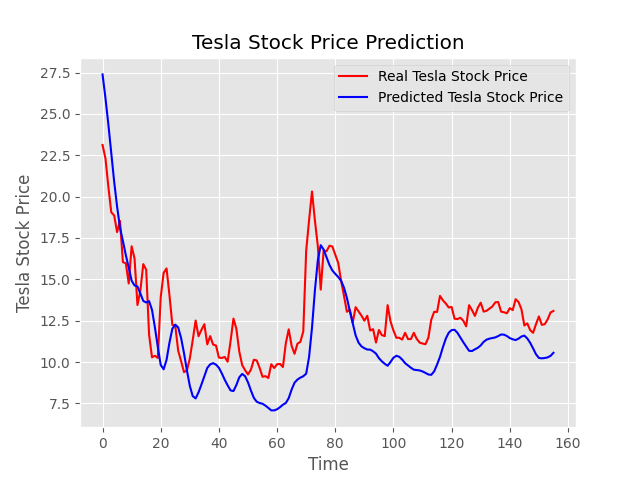 Tesla Stock Price Prediction
Real Tesla Stock Price
Predicted Tesla Stock Price
Tesla Stock Price
27.5
25.0
22.5
20.0
17.5
15.0
12.5
10.0
7.5
0 20 40 60 80 100 120 140 160
Time